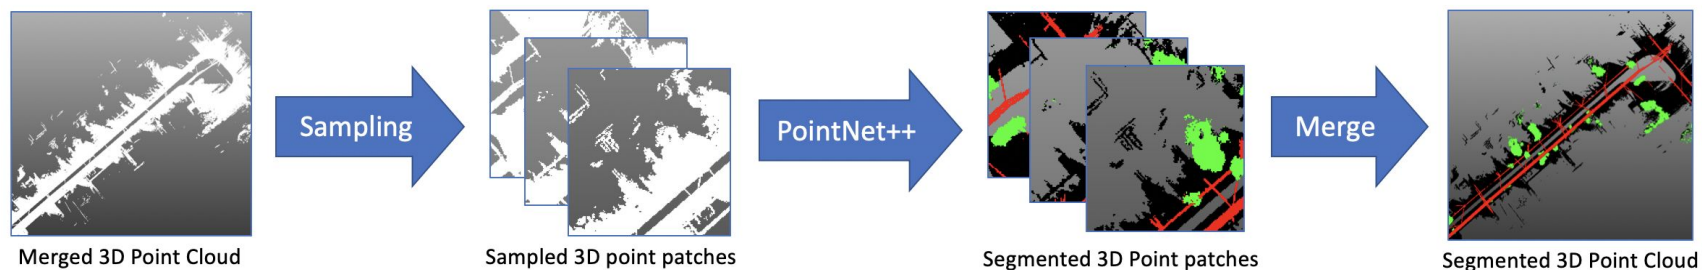 Sampling
PointNet++
Merge
Merged 3D Point Cloud
Sampled 3D point patches
Segmented 3D Point patches
Segmented 3D Point Cloud